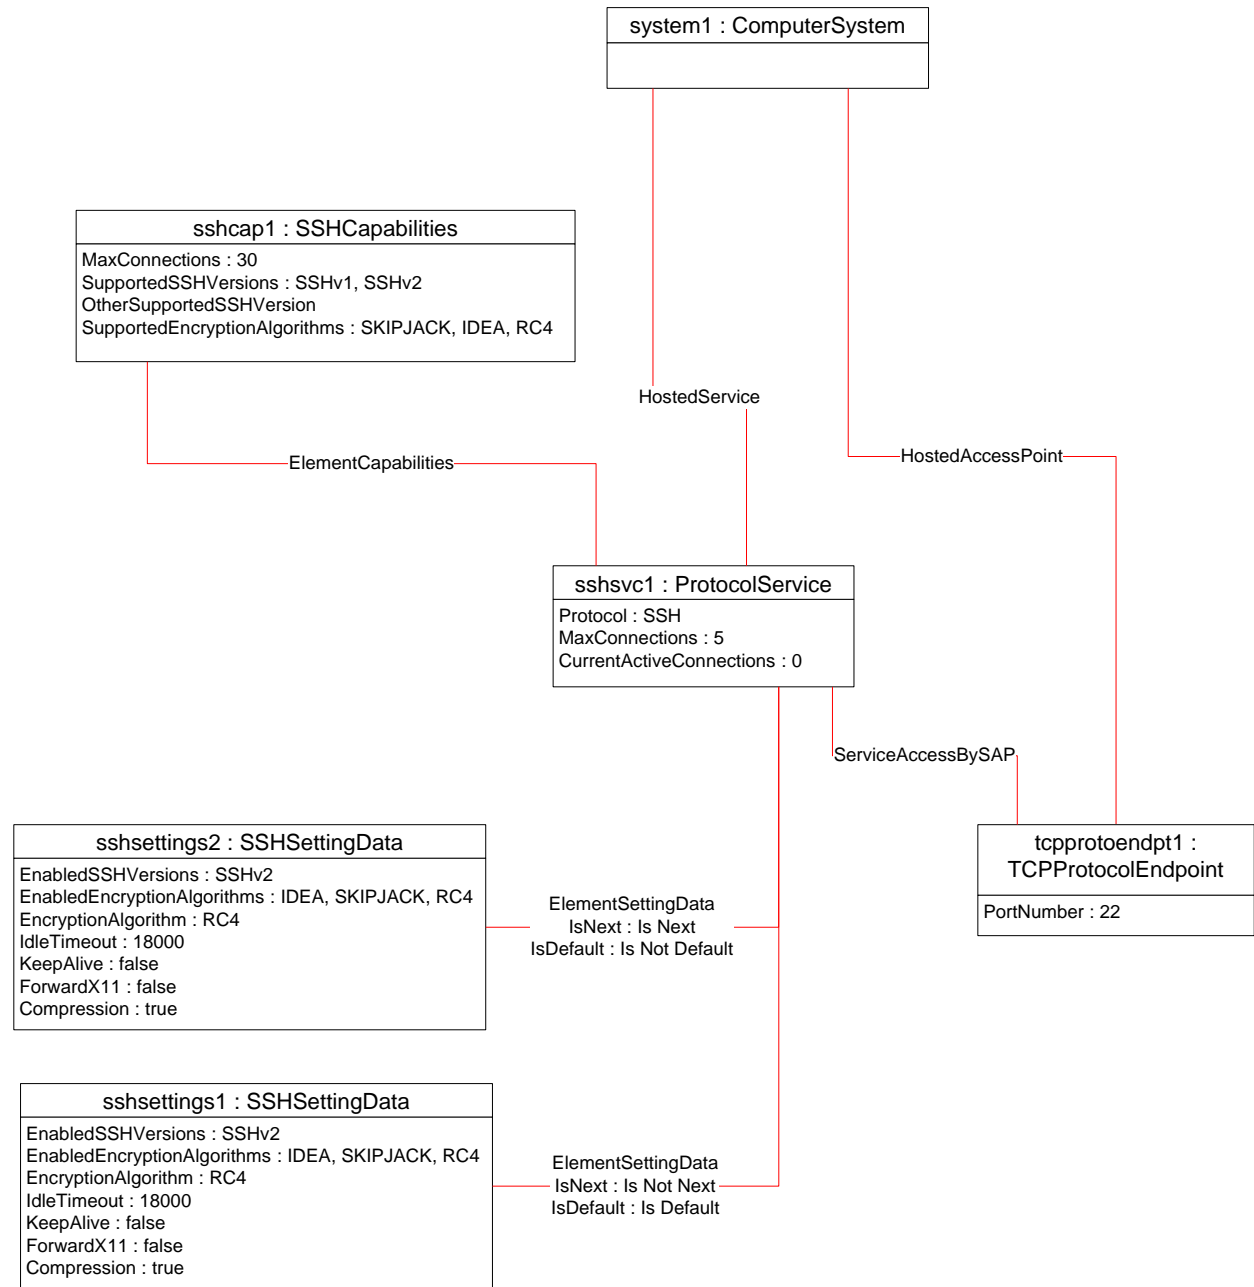 system1 : ComputerSystem
sshcap1 : SSHCapabilities
MaxConnections : 30
SupportedSSHVersions : SSHv1, SSHv2
OtherSupportedSSHVersion
SupportedEncryptionAlgorithms : SKIPJACK, IDEA, RC4
HostedService
ElementCapabilities
HostedAccessPoint
sshsvc1 : ProtocolService
Protocol : SSH
MaxConnections : 5
CurrentActiveConnections : 0
ServiceAccessBySAP
sshsettings2 : SSHSettingData
EnabledSSHVersions : SSHv2
EnabledEncryptionAlgorithms : IDEA, SKIPJACK, RC4
EncryptionAlgorithm : RC4
IdleTimeout : 18000
KeepAlive : false
ForwardX11 : false
Compression : true
ElementSettingData
IsNext : Is Next
IsDefault : Is Not Default
tcpprotoendpt1 :
TCPProtocolEndpoint
PortNumber : 22
sshsettings1 : SSHSettingData
EnabledSSHVersions : SSHv2
EnabledEncryptionAlgorithms : IDEA, SKIPJACK, RC4
EncryptionAlgorithm : RC4
IdleTimeout : 18000
KeepAlive : false
ForwardX11 : false
Compression : true
ElementSettingData
IsNext : Is Not Next
IsDefault : Is Default